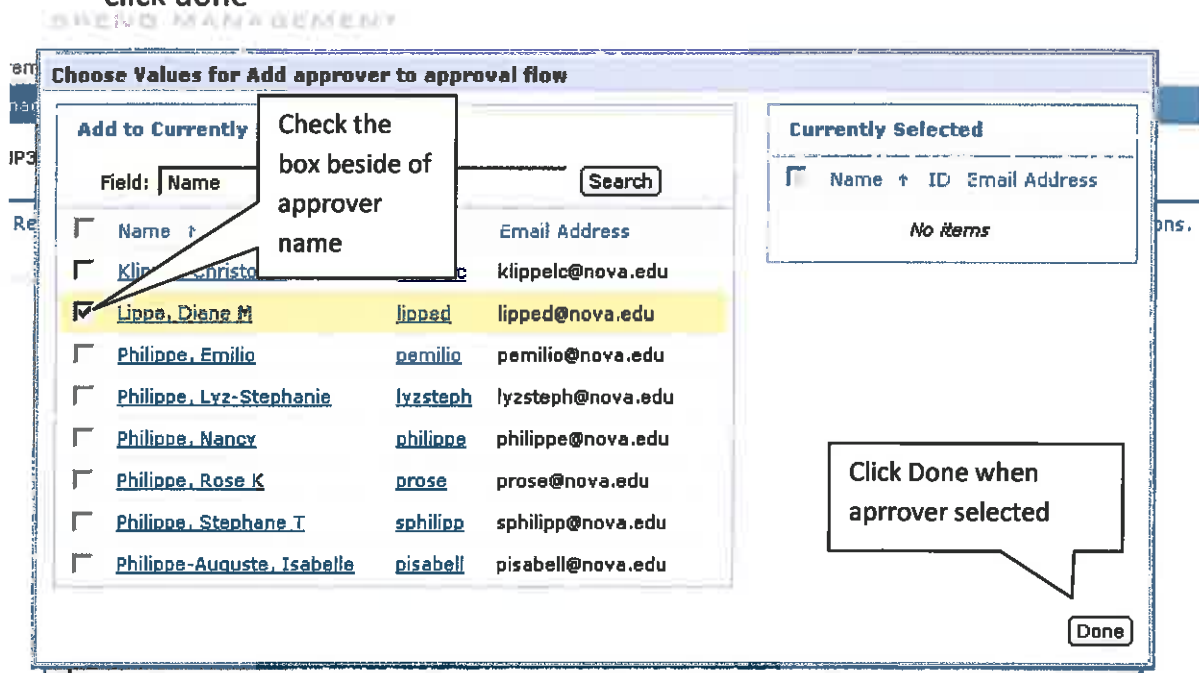 click done
SPEND MANAGEMENT
Choose Values for Add approver to approval flow
Add to Currently
Check the
box beside of
approver
name
Field: Name
Search
Name ↑
Email Address
klippelc@nova.edu
Lippe, Diane M lipped lipped@nova.edu
Philippe, Emilio pemilio pemilio@nova.edu
Philippe, Lyz-Stephanie lyzsteph lyzsteph@nova.edu
Philippe, Nancy philippe philippe@nova.edu
Philippe, Rose K prose prose@nova.edu
Philippe, Stephane T sphilipp sphilipp@nova.edu
Philippe-Auguste, Isabelle pisabell pisabell@nova.edu
Currently Selected
Name ↑ ID Email Address
No items
ons.
Re
Click Done when
aprrover selected
Done